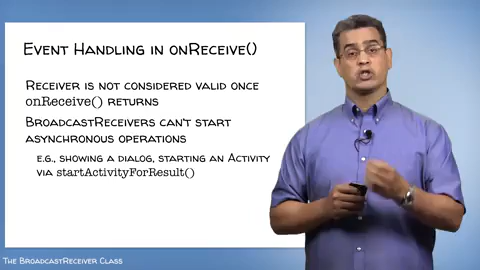 Event Handling in onReceive()
Receiver is not considered valid once
onReceive() returns
BroadcastReceivers can't start
asynchronous operations
e.g., showing a dialog, starting an Activity
via startActivityForResult()
The BroadcastReceiver Class